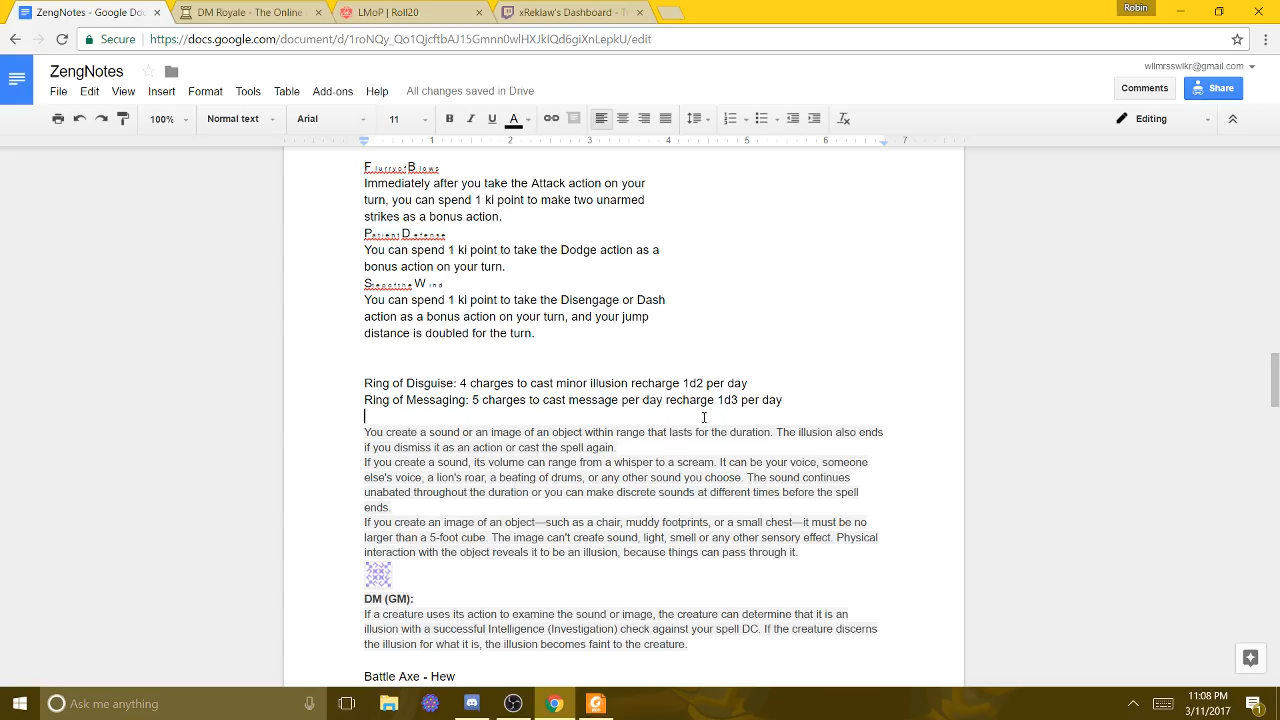 ZengNotes - Google Doc
DM Royale - The Online
LMoP | Roll20
xReklaw's Dashboard - T
Robin
Secure
https://docs.google.com/document/d/1roNQy_Qo1QjcftbAJ15Gmnn0wlHXJkIQd6giXnLepkU/edit
ZengNotes
wllmrsswlkr@gmail.com
File Edit View Insert Format Tools Table Add-ons Help All changes saved in Drive
Comments
Share
100% Normal text Arial 11 B I U A Editing
1 2 3 4 5 6 7
Flurry of Blows
Immediately after you take the Attack action on your
turn, you can spend 1 ki point to make two unarmed
strikes as a bonus action.
Patient Defense
You can spend 1 ki point to take the Dodge action as a
bonus action on your turn.
Step of the Wind
You can spend 1 ki point to take the Disengage or Dash
action as a bonus action on your turn, and your jump
distance is doubled for the turn.
Ring of Disguise: 4 charges to cast minor illusion recharge 1d2 per day
Ring of Messaging: 5 charges to cast message per day recharge 1d3 per day
You create a sound or an image of an object within range that lasts for the duration. The illusion also ends
if you dismiss it as an action or cast the spell again.
If you create a sound, its volume can range from a whisper to a scream. It can be your voice, someone
else's voice, a lion's roar, a beating of drums, or any other sound you choose. The sound continues
unabated throughout the duration or you can make discrete sounds at different times before the spell
ends.
If you create an image of an object—such as a chair, muddy footprints, or a small chest—it must be no
larger than a 5-foot cube. The image can't create sound, light, smell or any other sensory effect. Physical
interaction with the object reveals it to be an illusion, because things can pass through it.
DM (GM):
If a creature uses its action to examine the sound or image, the creature can determine that it is an
illusion with a successful Intelligence (Investigation) check against your spell DC. If the creature discerns
the illusion for what it is, the illusion becomes faint to the creature.
Battle Axe - Hew
Ask me anything
11:08 PM
3/11/2017
1